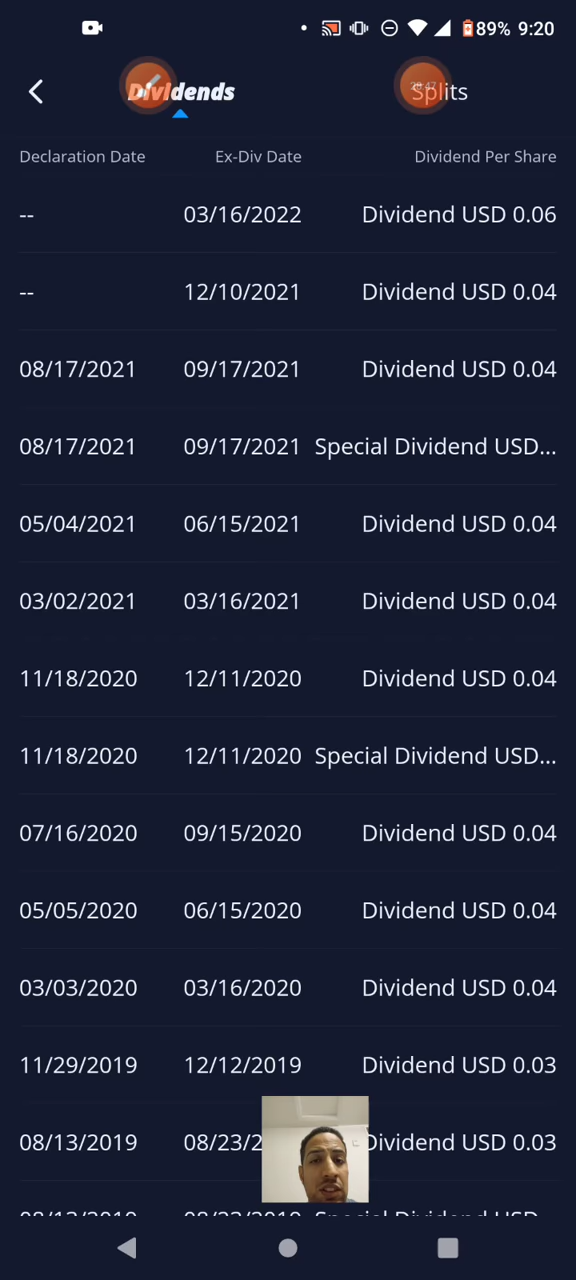 89% 9:20
Dividends Splits
Declaration Date Ex-Div Date Dividend Per Share
-- 03/16/2022 Dividend USD 0.06
-- 12/10/2021 Dividend USD 0.04
08/17/2021 09/17/2021 Dividend USD 0.04
08/17/2021 09/17/2021 Special Dividend USD...
05/04/2021 06/15/2021 Dividend USD 0.04
03/02/2021 03/16/2021 Dividend USD 0.04
11/18/2020 12/11/2020 Dividend USD 0.04
11/18/2020 12/11/2020 Special Dividend USD...
07/16/2020 09/15/2020 Dividend USD 0.04
05/05/2020 06/15/2020 Dividend USD 0.04
03/03/2020 03/16/2020 Dividend USD 0.04
11/29/2019 12/12/2019 Dividend USD 0.03
08/13/2019 08/23/2 Dividend USD 0.03